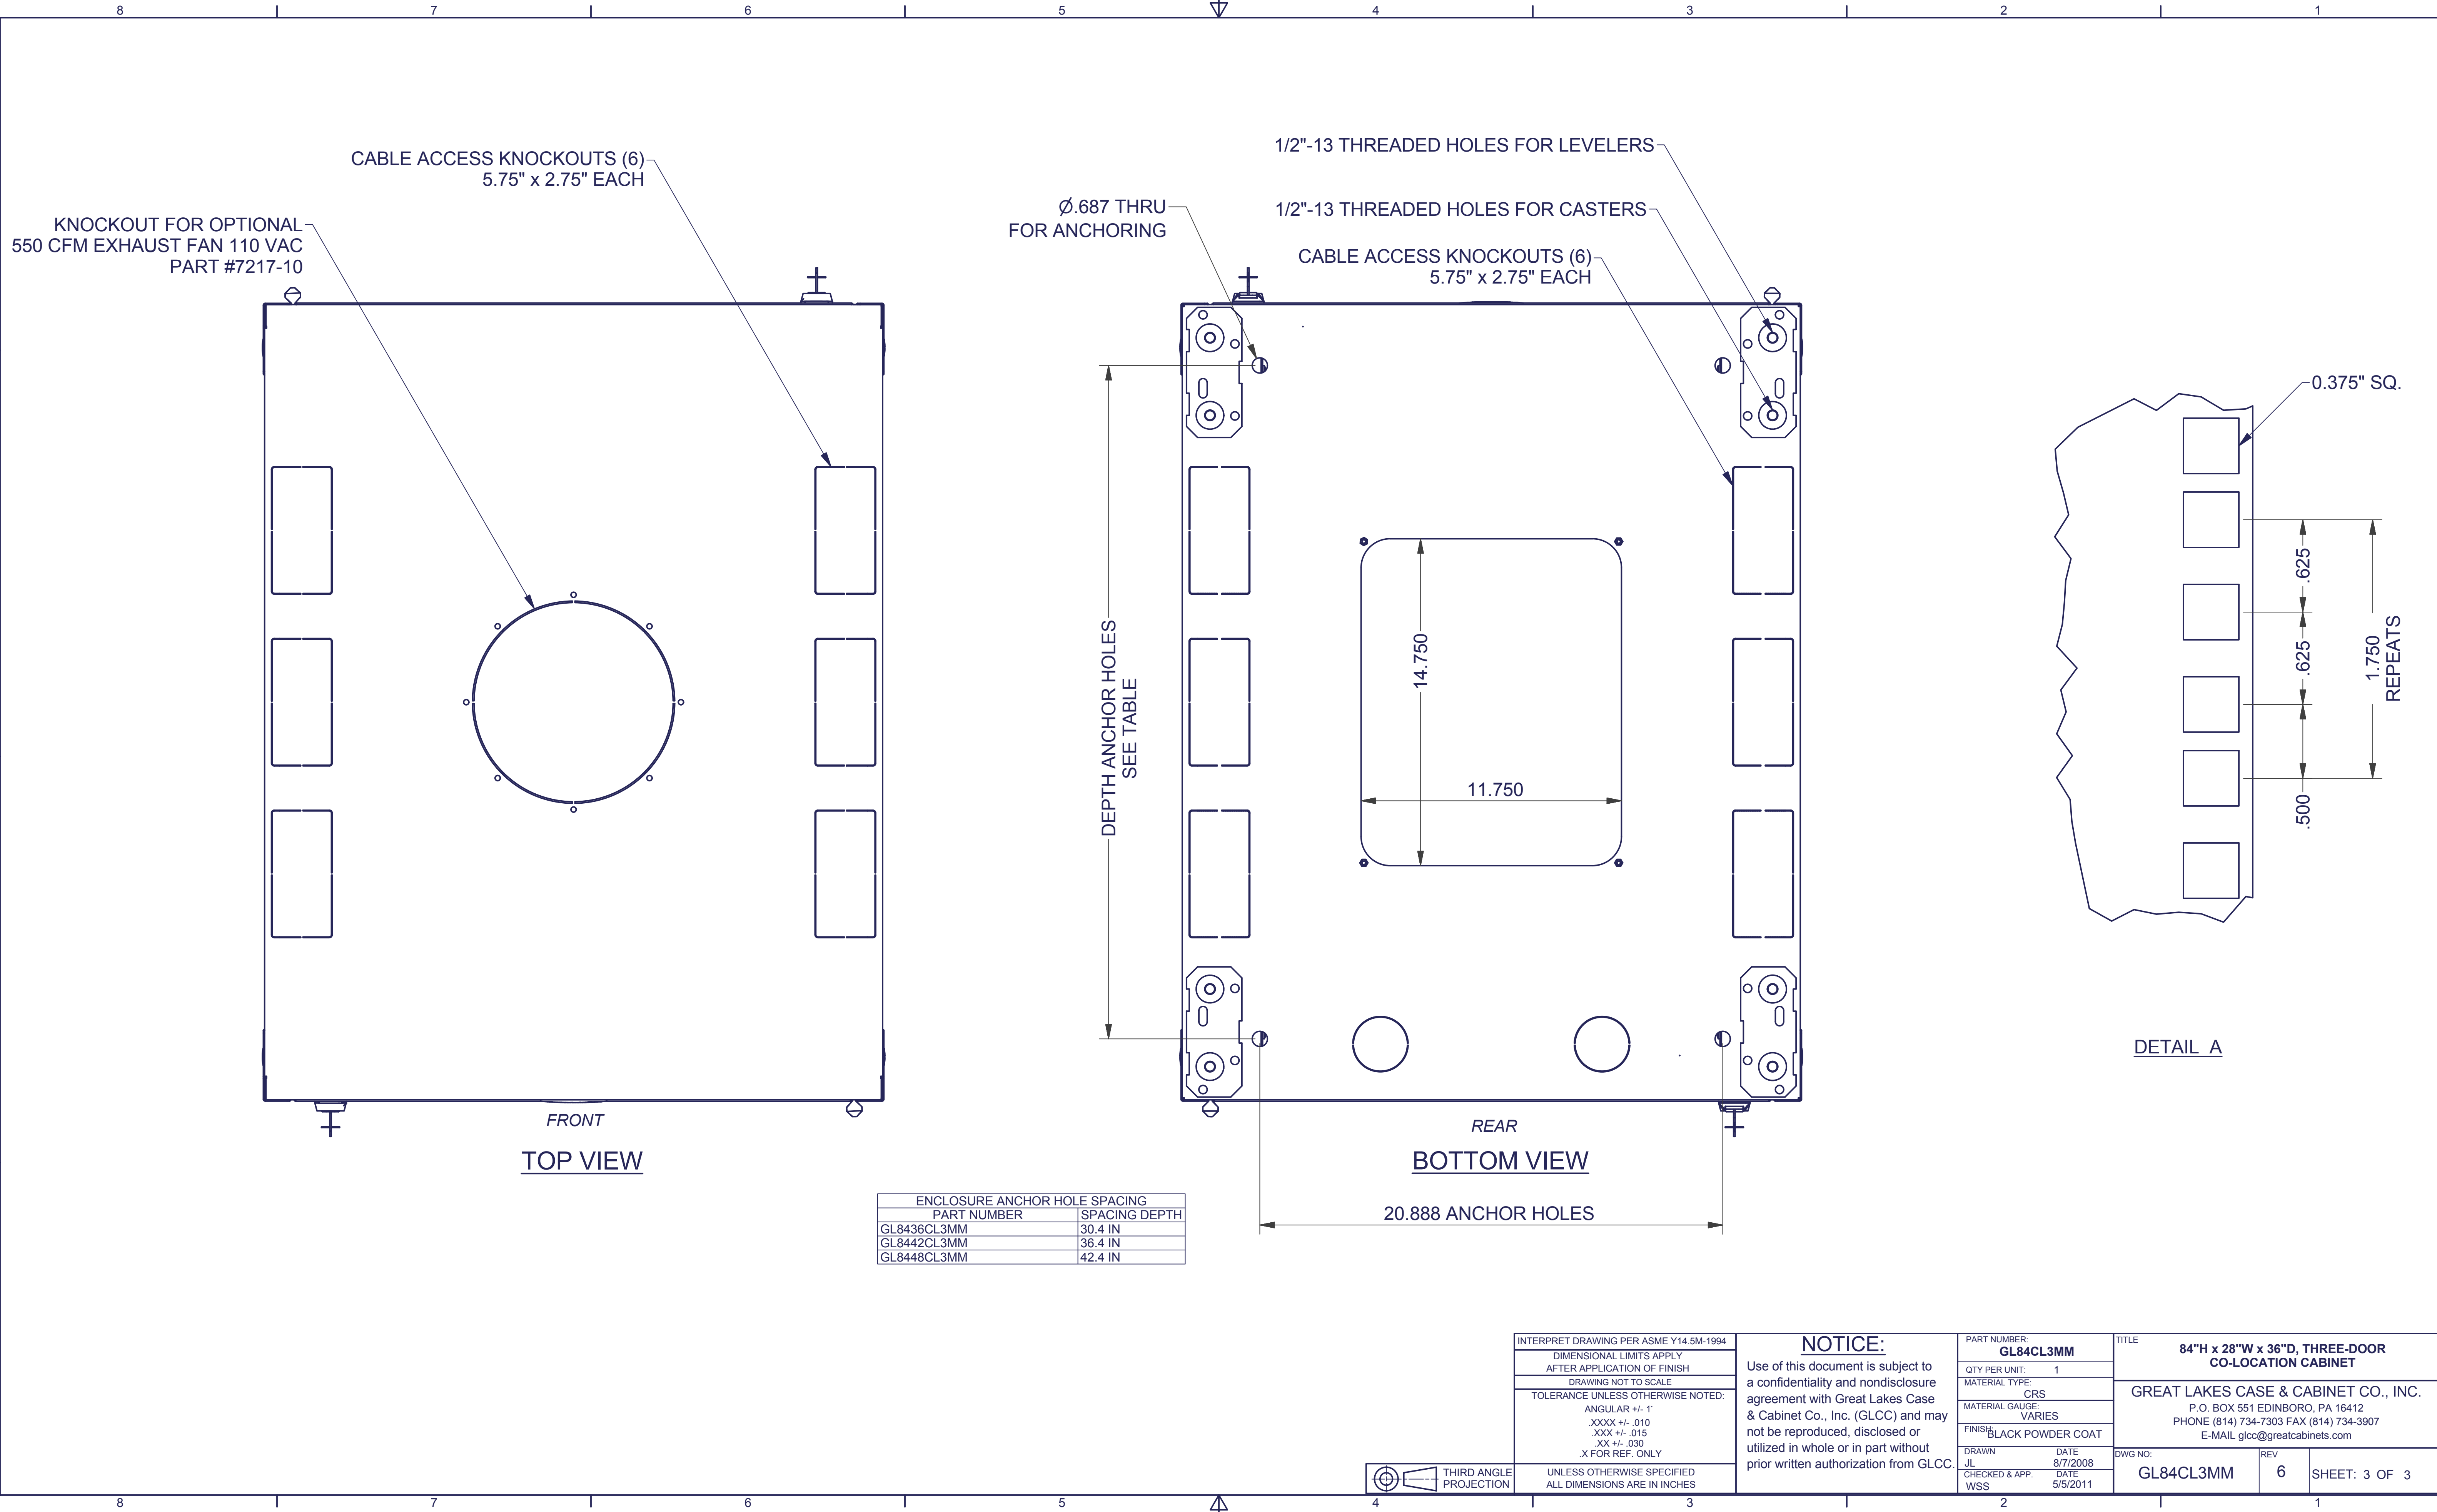 8 7 6 5 4 3 2 1
CABLE ACCESS KNOCKOUTS (6)
5.75" x 2.75" EACH
KNOCKOUT FOR OPTIONAL
550 CFM EXHAUST FAN 110 VAC
PART #7217-10
1/2"-13 THREADED HOLES FOR LEVELERS
Ø.687 THRU
FOR ANCHORING
1/2"-13 THREADED HOLES FOR CASTERS
CABLE ACCESS KNOCKOUTS (6)
5.75" x 2.75" EACH
0.375" SQ.
.625
.625
1.750
REPEATS
.500
DEPTH ANCHOR HOLES
SEE TABLE
14.750
11.750
DETAIL A
FRONT
TOP VIEW
REAR
BOTTOM VIEW
20.888 ANCHOR HOLES
ENCLOSURE ANCHOR HOLE SPACING
PART NUMBER SPACING DEPTH
GL8436CL3MM 30.4 IN
GL8442CL3MM 36.4 IN
GL8448CL3MM 42.4 IN
INTERPRET DRAWING PER ASME Y14.5M-1994
DIMENSIONAL LIMITS APPLY
AFTER APPLICATION OF FINISH
DRAWING NOT TO SCALE
TOLERANCE UNLESS OTHERWISE NOTED:
ANGULAR +/- 1°
.XXXX +/- .010
.XXX +/- .015
.XX +/- .030
.X FOR REF. ONLY
THIRD ANGLE
PROJECTION
UNLESS OTHERWISE SPECIFIED
ALL DIMENSIONS ARE IN INCHES
NOTICE:
Use of this document is subject to
a confidentiality and nondisclosure
agreement with Great Lakes Case
& Cabinet Co., Inc. (GLCC) and may
not be reproduced, disclosed or
utilized in whole or in part without
prior written authorization from GLCC.
PART NUMBER:
GL84CL3MM
QTY PER UNIT: 1
MATERIAL TYPE:
CRS
MATERIAL GAUGE:
VARIES
FINISH:
BLACK POWDER COAT
DRAWN DATE
JL 8/7/2008
CHECKED & APP. DATE
WSS 5/5/2011
TITLE
84"H x 28"W x 36"D, THREE-DOOR
CO-LOCATION CABINET
GREAT LAKES CASE & CABINET CO., INC.
P.O. BOX 551 EDINBORO, PA 16412
PHONE (814) 734-7303 FAX (814) 734-3907
E-MAIL glcc@greatcabinets.com
DWG NO:
GL84CL3MM
REV
6
SHEET: 3 OF 3
8 7 6 5 4 3 2 1